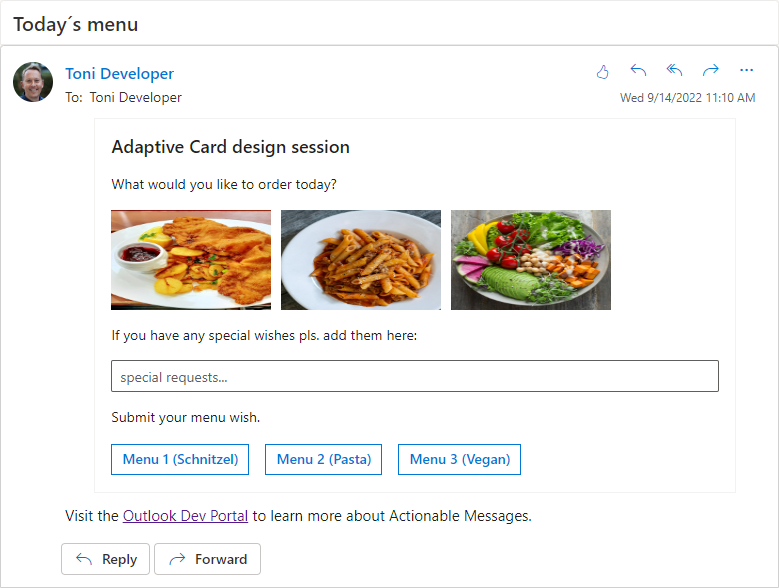 Today´s menu
Toni Developer
To: Toni Developer
Wed 9/14/2022 11:10 AM
Adaptive Card design session
What would you like to order today?
If you have any special wishes pls. add them here:
special requests...
Submit your menu wish.
Menu 1 (Schnitzel) Menu 2 (Pasta) Menu 3 (Vegan)
Visit the Outlook Dev Portal to learn more about Actionable Messages.
Reply Forward